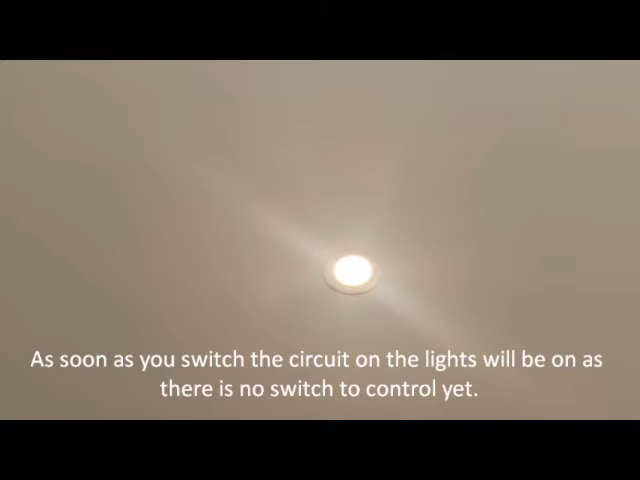 As soon as you switch the circuit on the lights will be on as
there is no switch to control yet.